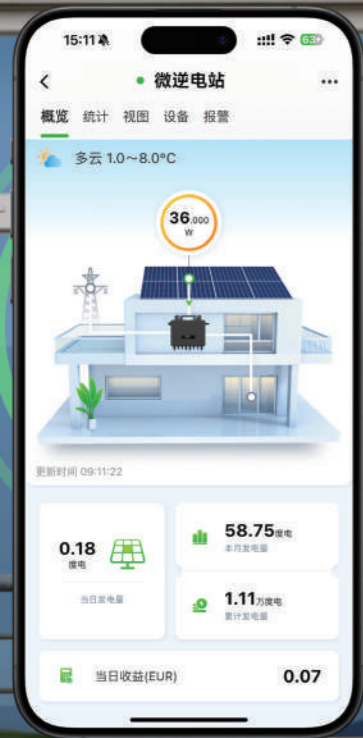 15:11
63
微逆电站
概览 统计 视图 设备 报警
多云 1.0～8.0°C
36.000
W
更新时间 09:11:22
0.18
度电
当日发电量
58.75度电
本月发电量
1.11万度电
累计发电量
当日收益(EUR) 0.07